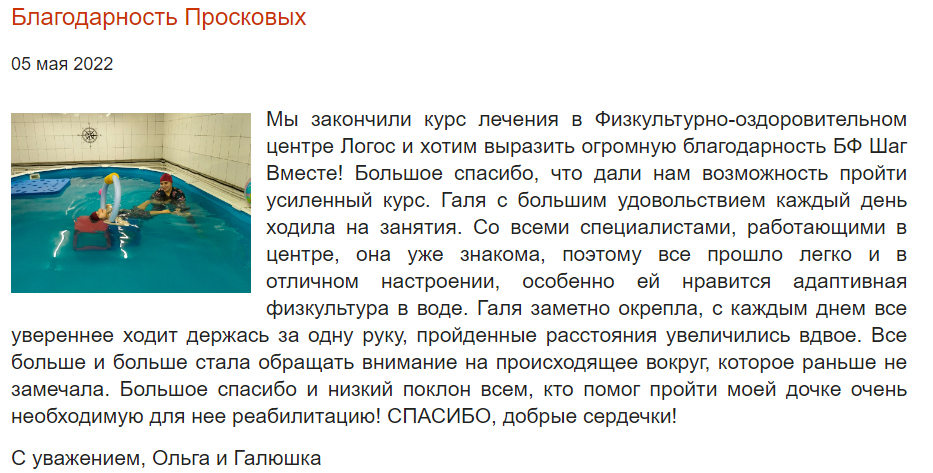 Благодарность Просковых
05 мая 2022
Мы закончили курс лечения в Физкультурно-оздоровительном
центре Логос и хотим выразить огромную благодарность БФ Шаг
Вместе! Большое спасибо, что дали нам возможность пройти
усиленный курс. Галя с большим удовольствием каждый день
ходила на занятия. Со всеми специалистами, работающими в
центре, она уже знакома, поэтому все прошло легко и в
отличном настроении, особенно ей нравится адаптивная
физкультура в воде. Галя заметно окрепла, с каждым днем все
увереннее ходит держась за одну руку, пройденные расстояния увеличились вдвое. Все
больше и больше стала обращать внимание на происходящее вокруг, которое раньше не
замечала. Большое спасибо и низкий поклон всем, кто помог пройти моей дочке очень
необходимую для нее реабилитацию! СПАСИБО, добрые сердечки!
С уважением, Ольга и Галюшка